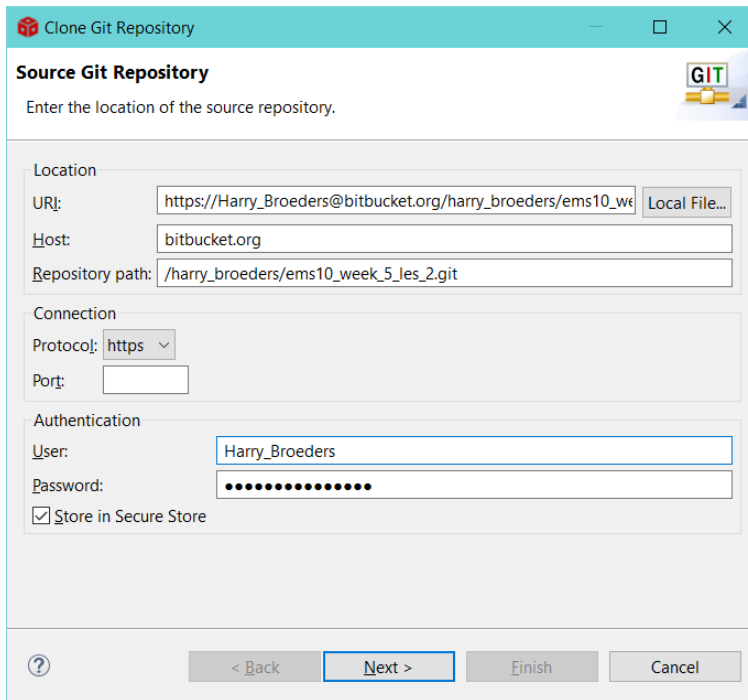 Clone Git Repository
Source Git Repository
GIT
Enter the location of the source repository.
Location
URI: https://Harry_Broeders@bitbucket.org/harry_broeders/ems10_we Local File...
Host: bitbucket.org
Repository path: /harry_broeders/ems10_week_5_les_2.git
Connection
Protocol: https
Port:
Authentication
User: Harry_Broeders
Password: ●●●●●●●●●●●●●●●
Store in Secure Store
? < Back Next > Finish Cancel